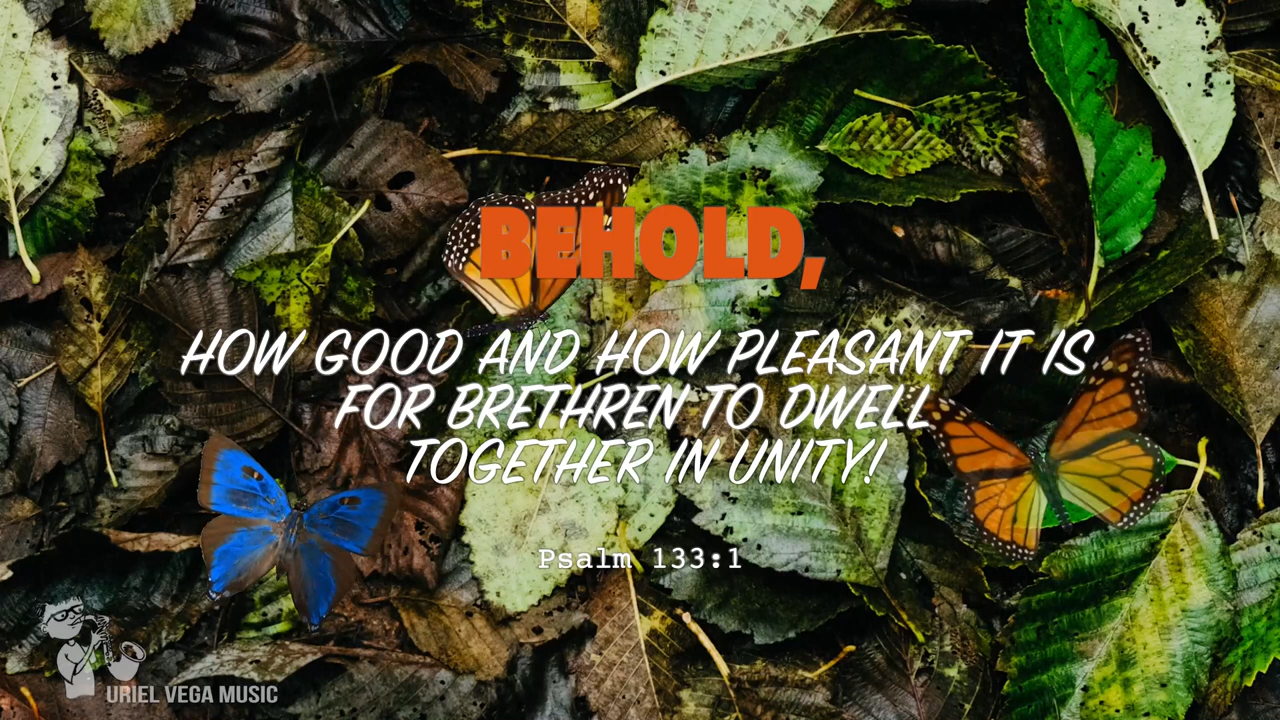 BEHOLD,
HOW GOOD AND HOW PLEASANT IT IS
FOR BRETHREN TO DWELL
TOGETHER IN UNITY!
Psalm 133:1
URIEL VEGA MUSIC